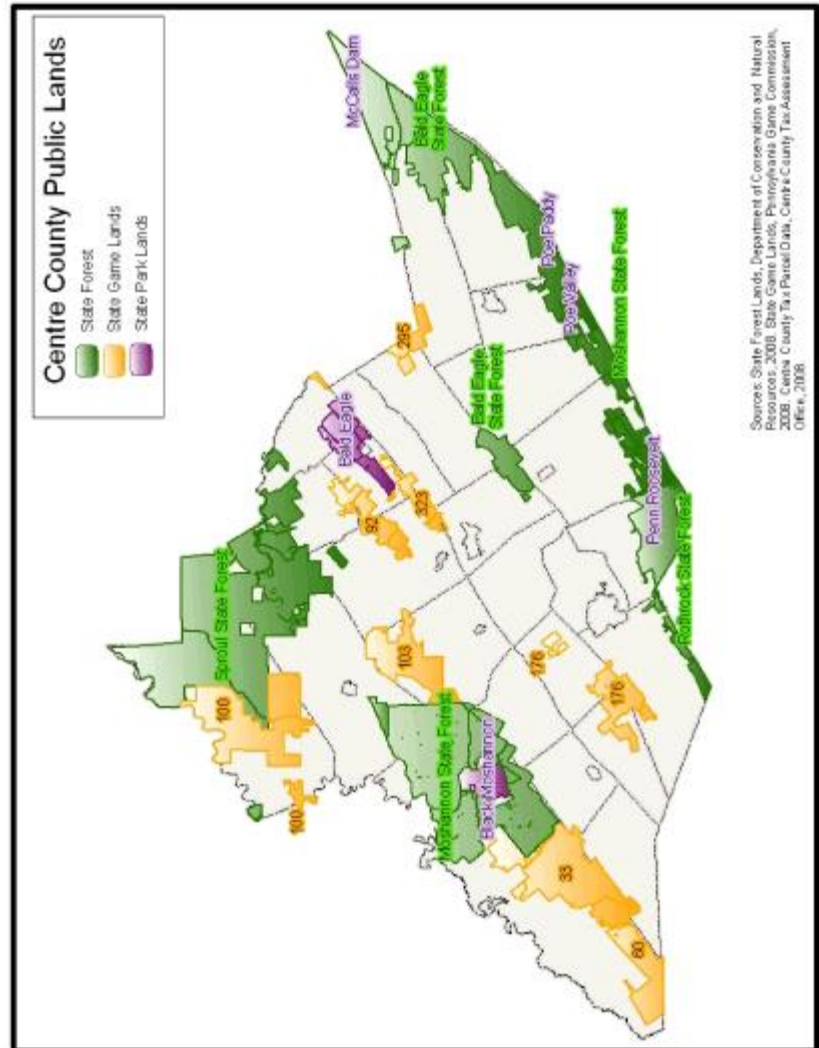 Centre County Public Lands
State Forest
State Game Lands
State Park Lands
McCalls Dam
Bald Eagle
State Forest
Sproul State Forest
100
100
Bald Eagle
295
92
323
103
Bald Eagle
State Forest
Poe Paddy
Poe Valley
Moshannon State Forest
Moshannon State Forest
Black Moshannon
176
176
Penn Roosevelt
Rothrock State Forest
33
60
Sources: State Forest Lands, Department of Conservation and Natural
Resources, 2008. State Game Lands, Pennsylvania Game Commission,
2008. Centre County Tax Parcel Data, Centre County Tax Assessment
Office, 2008